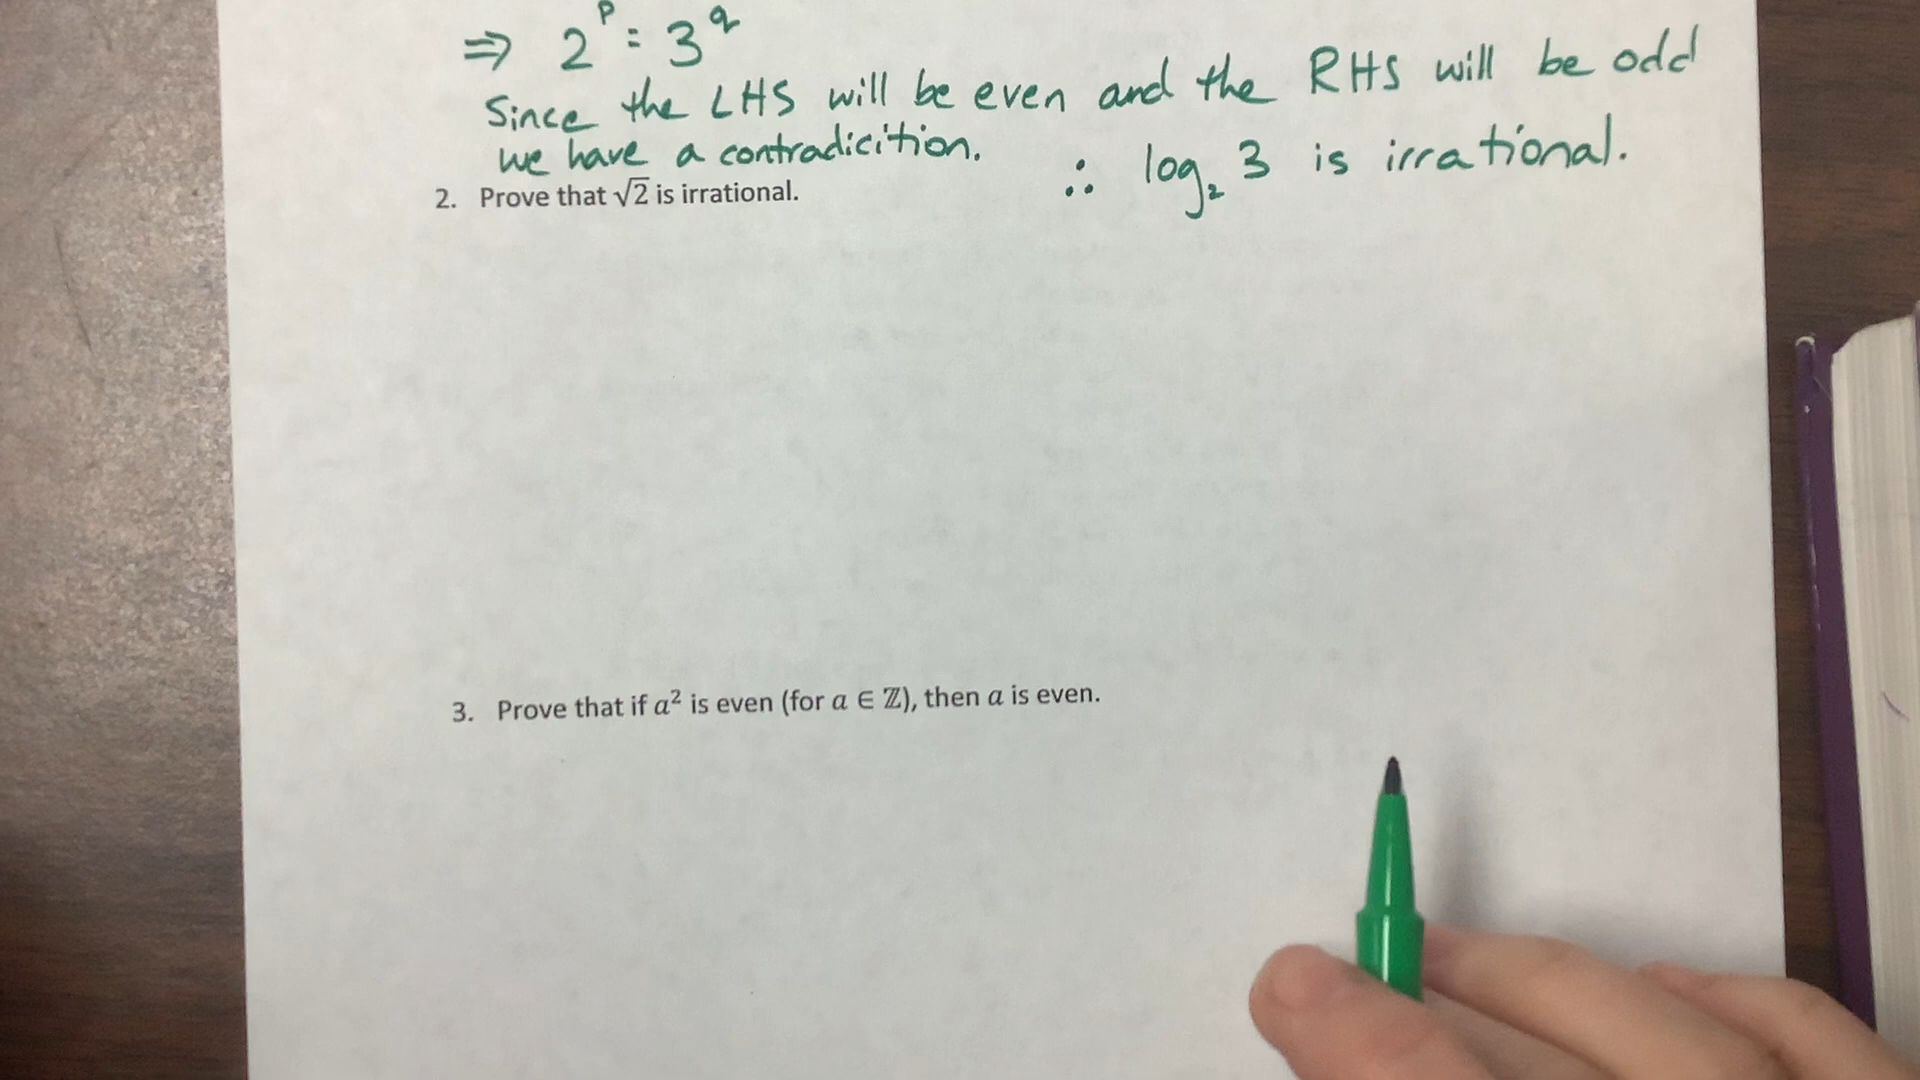 ⇒ 2^p = 3^q
Since the LHS will be even and the RHS will be odd
we have a contradicition. ∴ log₂ 3 is irrational.
2. Prove that √2 is irrational.
3. Prove that if a² is even (for a ∈ ℤ), then a is even.